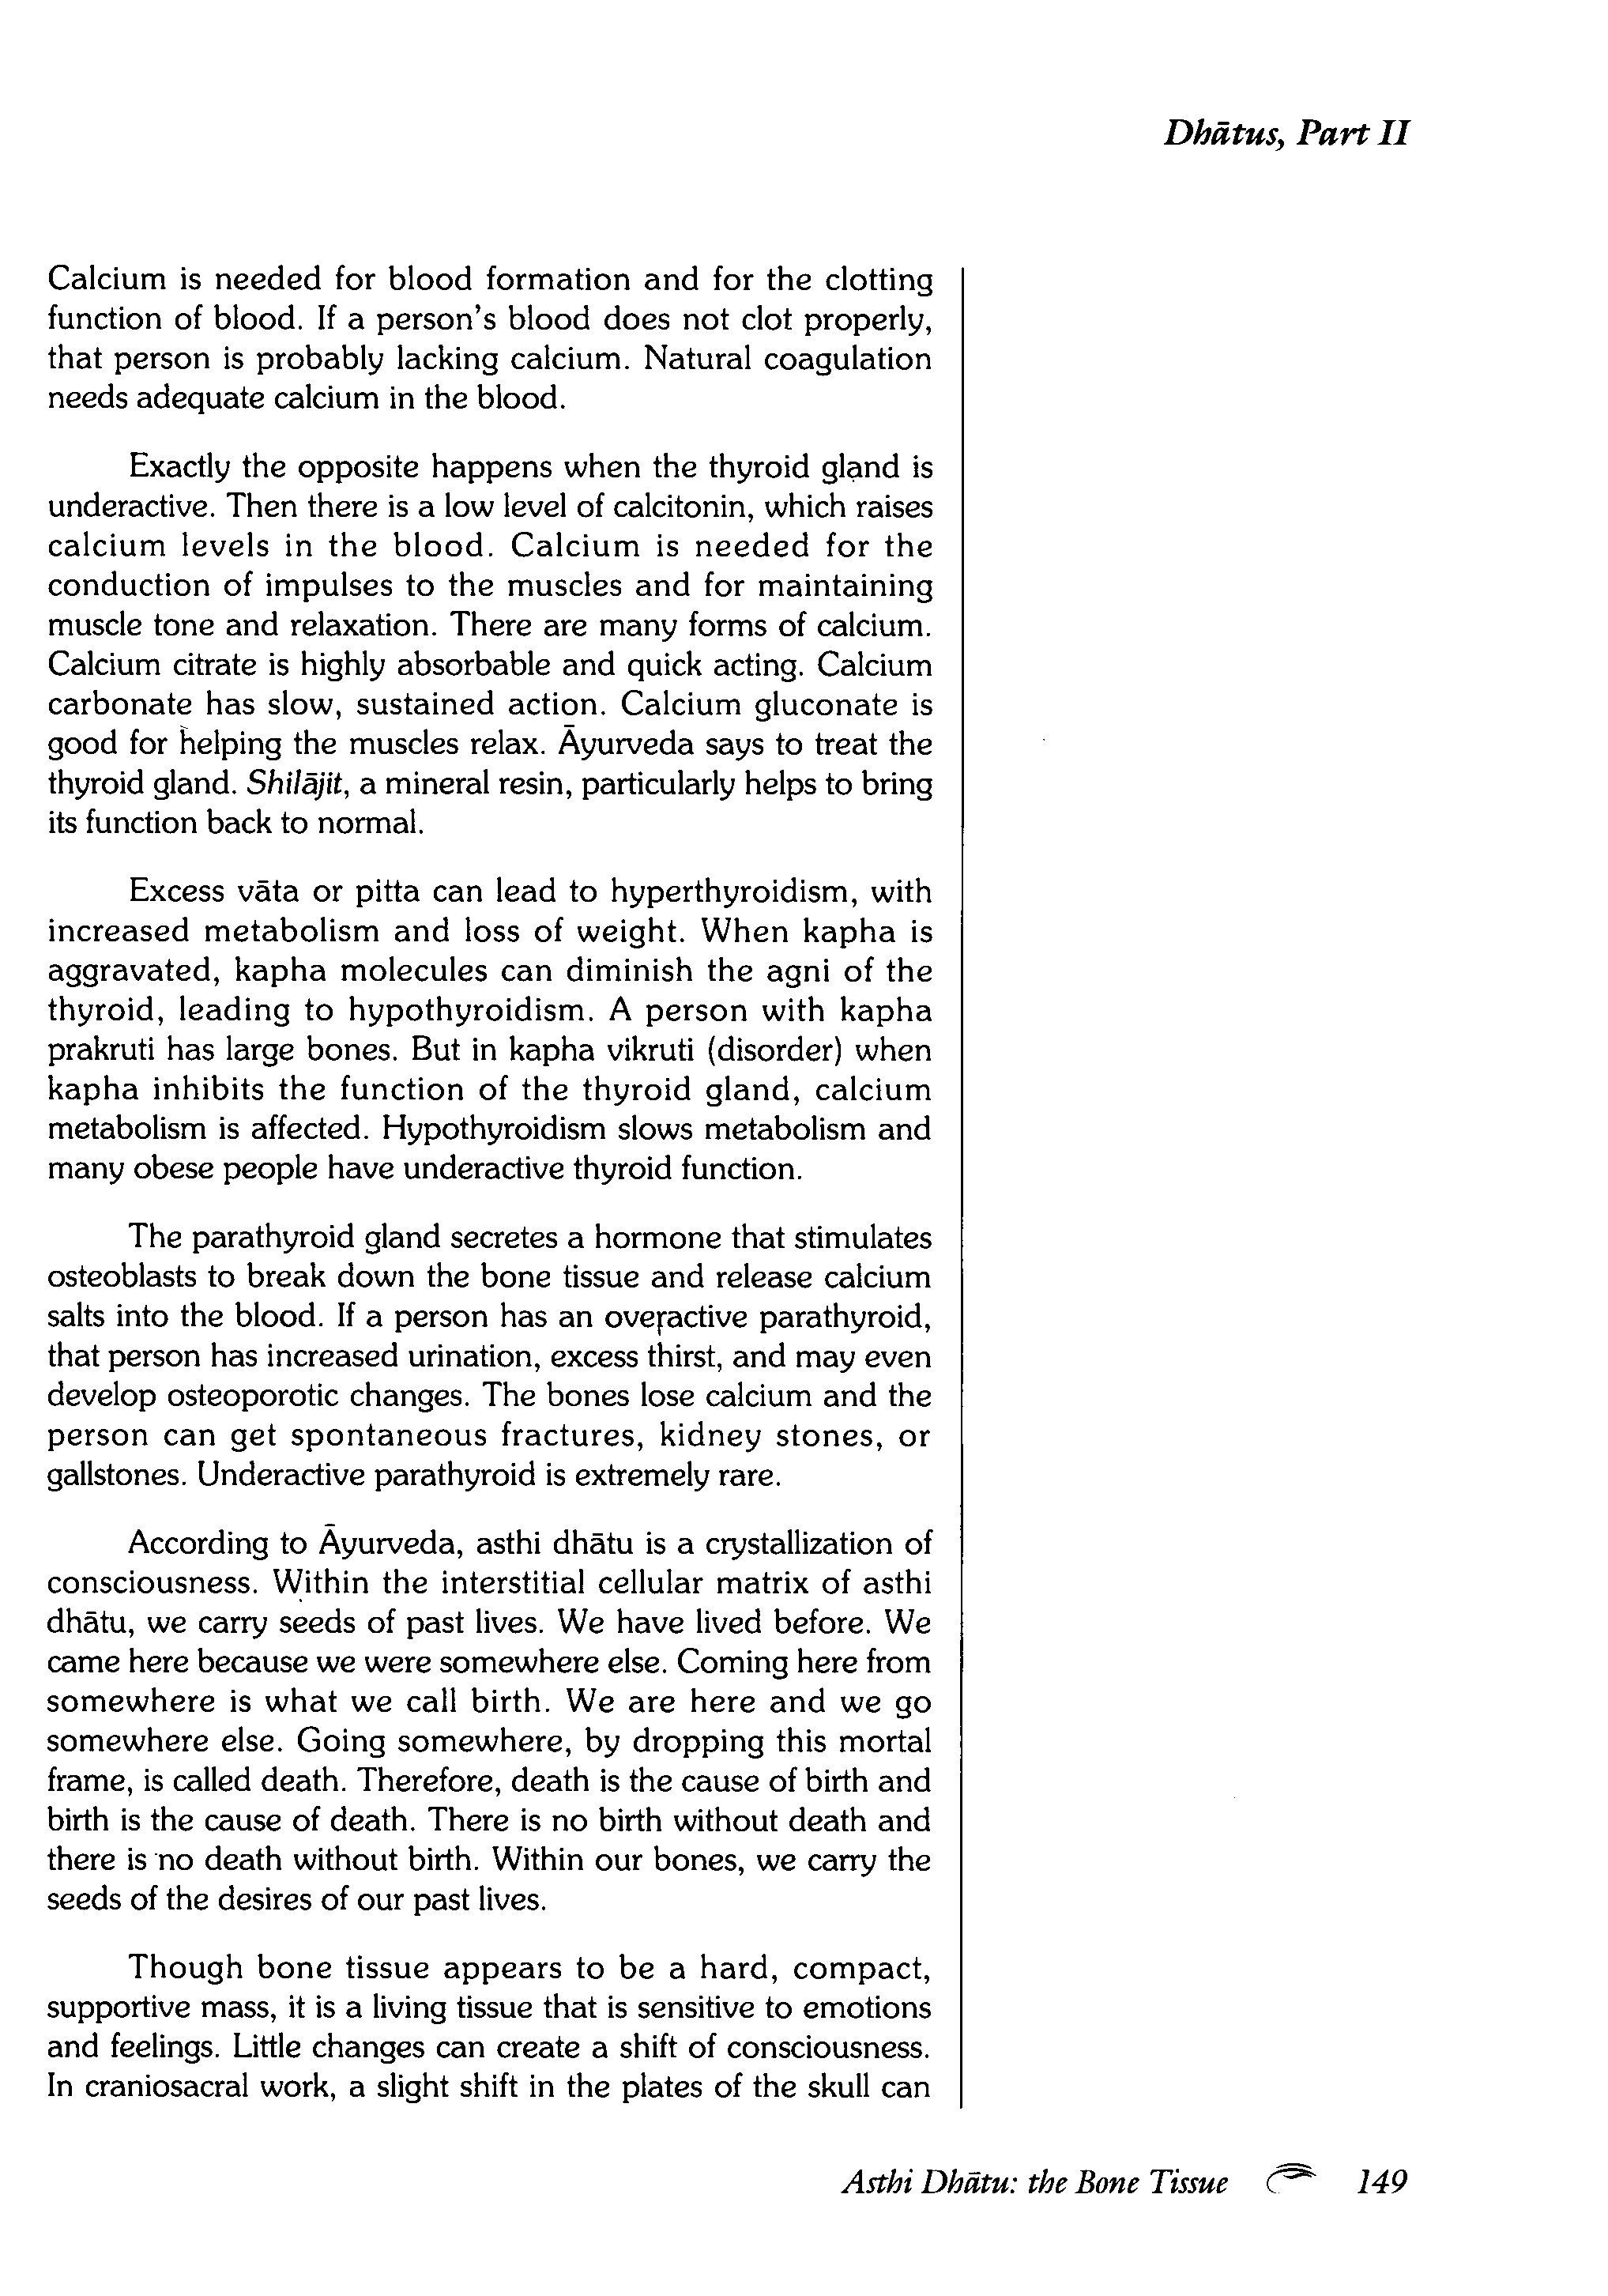 Dhātus, Part II
Calcium is needed for blood formation and for the clotting
function of blood. If a person's blood does not clot properly,
that person is probably lacking calcium. Natural coagulation
needs adequate calcium in the blood.
Exactly the opposite happens when the thyroid gland is
underactive. Then there is a low level of calcitonin, which raises
calcium levels in the blood. Calcium is needed for the
conduction of impulses to the muscles and for maintaining
muscle tone and relaxation. There are many forms of calcium.
Calcium citrate is highly absorbable and quick acting. Calcium
carbonate has slow, sustained action. Calcium gluconate is
good for helping the muscles relax. Āyurveda says to treat the
thyroid gland. Shilājit, a mineral resin, particularly helps to bring
its function back to normal.
Excess vāta or pitta can lead to hyperthyroidism, with
increased metabolism and loss of weight. When kapha is
aggravated, kapha molecules can diminish the agni of the
thyroid, leading to hypothyroidism. A person with kapha
prakruti has large bones. But in kapha vikruti (disorder) when
kapha inhibits the function of the thyroid gland, calcium
metabolism is affected. Hypothyroidism slows metabolism and
many obese people have underactive thyroid function.
The parathyroid gland secretes a hormone that stimulates
osteoblasts to break down the bone tissue and release calcium
salts into the blood. If a person has an overactive parathyroid,
that person has increased urination, excess thirst, and may even
develop osteoporotic changes. The bones lose calcium and the
person can get spontaneous fractures, kidney stones, or
gallstones. Underactive parathyroid is extremely rare.
According to Āyurveda, asthi dhātu is a crystallization of
consciousness. Within the interstitial cellular matrix of asthi
dhātu, we carry seeds of past lives. We have lived before. We
came here because we were somewhere else. Coming here from
somewhere is what we call birth. We are here and we go
somewhere else. Going somewhere, by dropping this mortal
frame, is called death. Therefore, death is the cause of birth and
birth is the cause of death. There is no birth without death and
there is no death without birth. Within our bones, we carry the
seeds of the desires of our past lives.
Though bone tissue appears to be a hard, compact,
supportive mass, it is a living tissue that is sensitive to emotions
and feelings. Little changes can create a shift of consciousness.
In craniosacral work, a slight shift in the plates of the skull can
Asthi Dhātu: the Bone Tissue 149